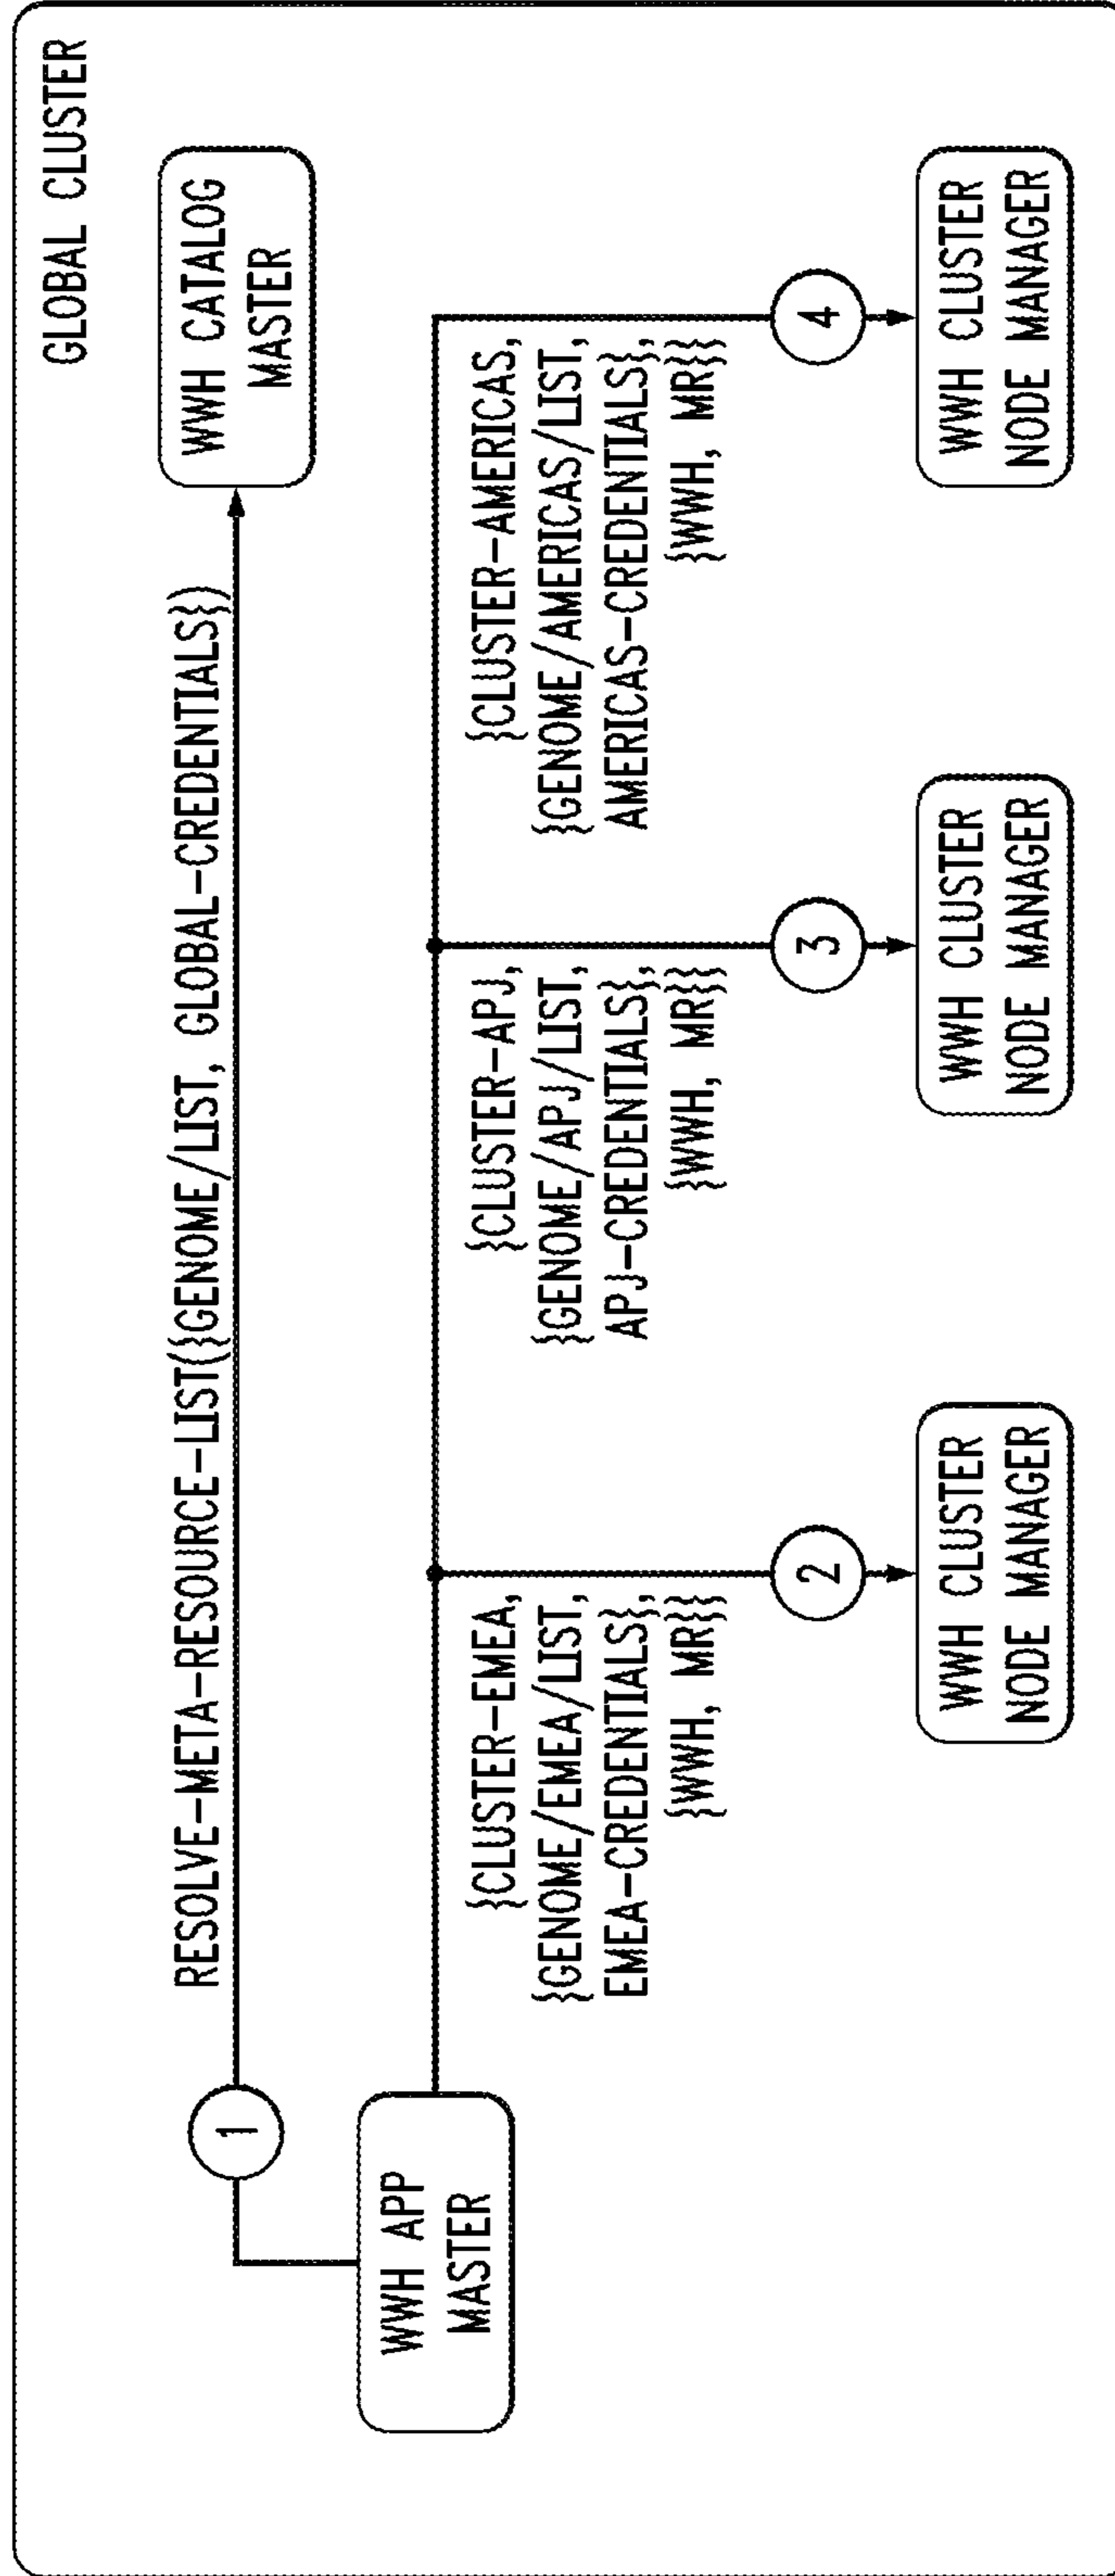 GLOBAL CLUSTER
RESOLVE-META-RESOURCE-LIST({GENOME/LIST, GLOBAL-CREDENTIALS})
1
WWH CATALOG
MASTER
WWH APP
MASTER
{CLUSTER-EMEA,
{GENOME/EMEA/LIST,
EMEA-CREDENTIALS},
{WWH, MR}}
2
WWH CLUSTER
NODE MANAGER
{CLUSTER-APJ,
{GENOME/APJ/LIST,
APJ-CREDENTIALS},
{WWH, MR}}
3
WWH CLUSTER
NODE MANAGER
{CLUSTER-AMERICAS,
{GENOME/AMERICAS/LIST,
AMERICAS-CREDENTIALS},
{WWH, MR}}
4
WWH CLUSTER
NODE MANAGER